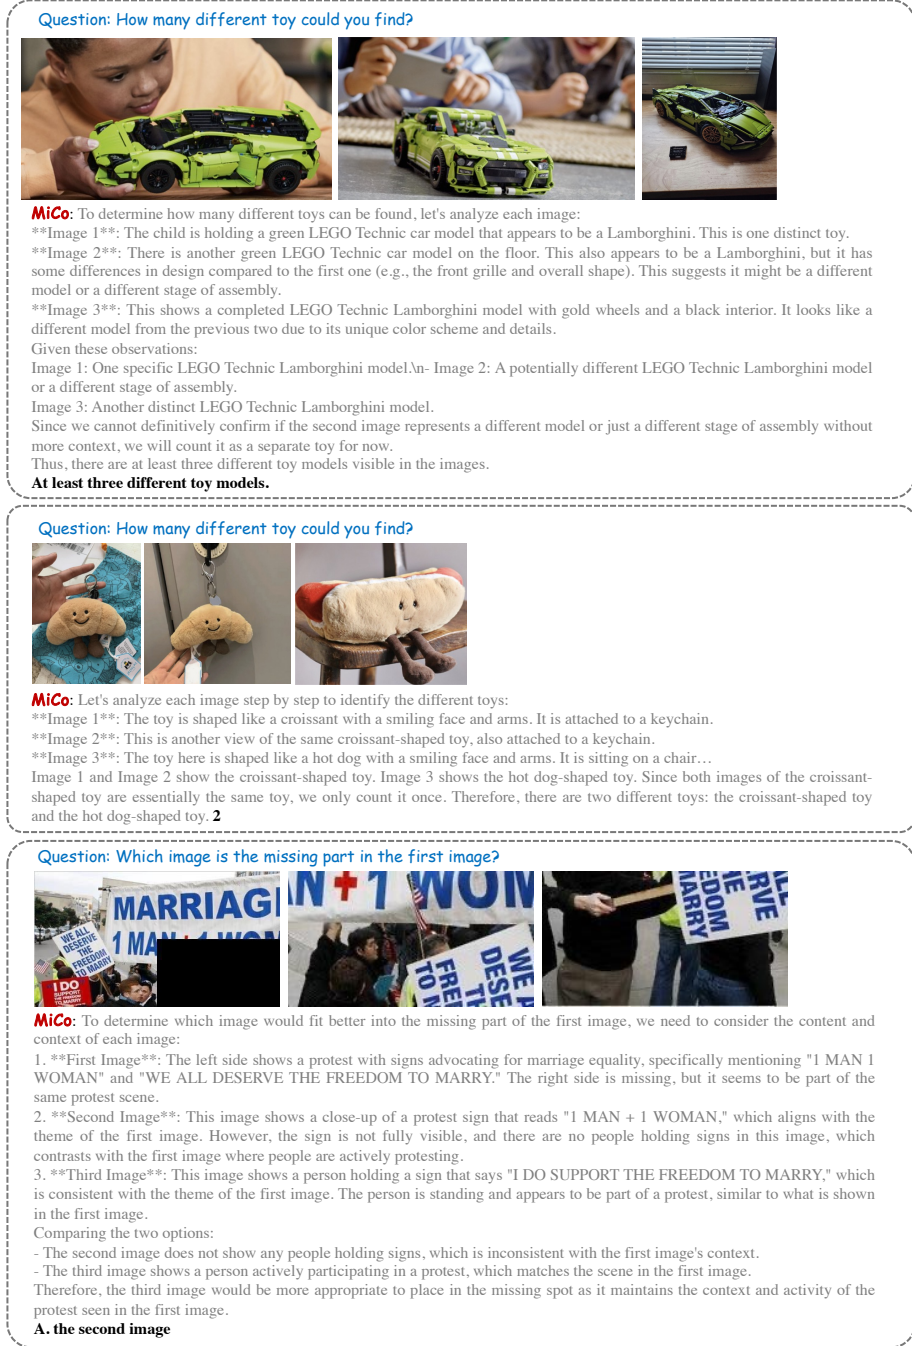 Question: How many different toy could you find?
MiCo: To determine how many different toys can be found, let's analyze each image:
**Image 1**: The child is holding a green LEGO Technic car model that appears to be a Lamborghini. This is one distinct toy.
**Image 2**: There is another green LEGO Technic car model on the floor. This also appears to be a Lamborghini, but it has
some differences in design compared to the first one (e.g., the front grille and overall shape). This suggests it might be a different
model or a different stage of assembly.
**Image 3**: This shows a completed LEGO Technic Lamborghini model with gold wheels and a black interior. It looks like a
different model from the previous two due to its unique color scheme and details.
Given these observations:
Image 1: One specific LEGO Technic Lamborghini model.\n- Image 2: A potentially different LEGO Technic Lamborghini model
or a different stage of assembly.
Image 3: Another distinct LEGO Technic Lamborghini model.
Since we cannot definitively confirm if the second image represents a different model or just a different stage of assembly without
more context, we will count it as a separate toy for now.
Thus, there are at least three different toy models visible in the images.
At least three different toy models.
Question: How many different toy could you find?
MiCo: Let's analyze each image step by step to identify the different toys:
**Image 1**: The toy is shaped like a croissant with a smiling face and arms. It is attached to a keychain.
**Image 2**: This is another view of the same croissant-shaped toy, also attached to a keychain.
**Image 3**: The toy here is shaped like a hot dog with a smiling face and arms. It is sitting on a chair…
Image 1 and Image 2 show the croissant-shaped toy. Image 3 shows the hot dog-shaped toy. Since both images of the croissant-
shaped toy are essentially the same toy, we only count it once. Therefore, there are two different toys: the croissant-shaped toy
and the hot dog-shaped toy. 2
Question: Which image is the missing part in the first image?
MARRIAG
1 MAN + 1 WO
WE ALL
DESERVE
THE
FREEDOM
TO MARRY
I DO
SUPPORT
THE FREEDOM
TO MARRY
N + 1 WOM
WE
DESE
THE
FREE
TO
ERVE
THE
EDOM
MARRY
MiCo: To determine which image would fit better into the missing part of the first image, we need to consider the content and
context of each image:
1. **First Image**: The left side shows a protest with signs advocating for marriage equality, specifically mentioning "1 MAN 1
WOMAN" and "WE ALL DESERVE THE FREEDOM TO MARRY." The right side is missing, but it seems to be part of the
same protest scene.
2. **Second Image**: This image shows a close-up of a protest sign that reads "1 MAN + 1 WOMAN," which aligns with the
theme of the first image. However, the sign is not fully visible, and there are no people holding signs in this image, which
contrasts with the first image where people are actively protesting.
3. **Third Image**: This image shows a person holding a sign that says "I DO SUPPORT THE FREEDOM TO MARRY," which
is consistent with the theme of the first image. The person is standing and appears to be part of a protest, similar to what is shown
in the first image.
Comparing the two options:
- The second image does not show any people holding signs, which is inconsistent with the first image's context.
- The third image shows a person actively participating in a protest, which matches the scene in the first image.
Therefore, the third image would be more appropriate to place in the missing spot as it maintains the context and activity of the
protest seen in the first image.
A. the second image